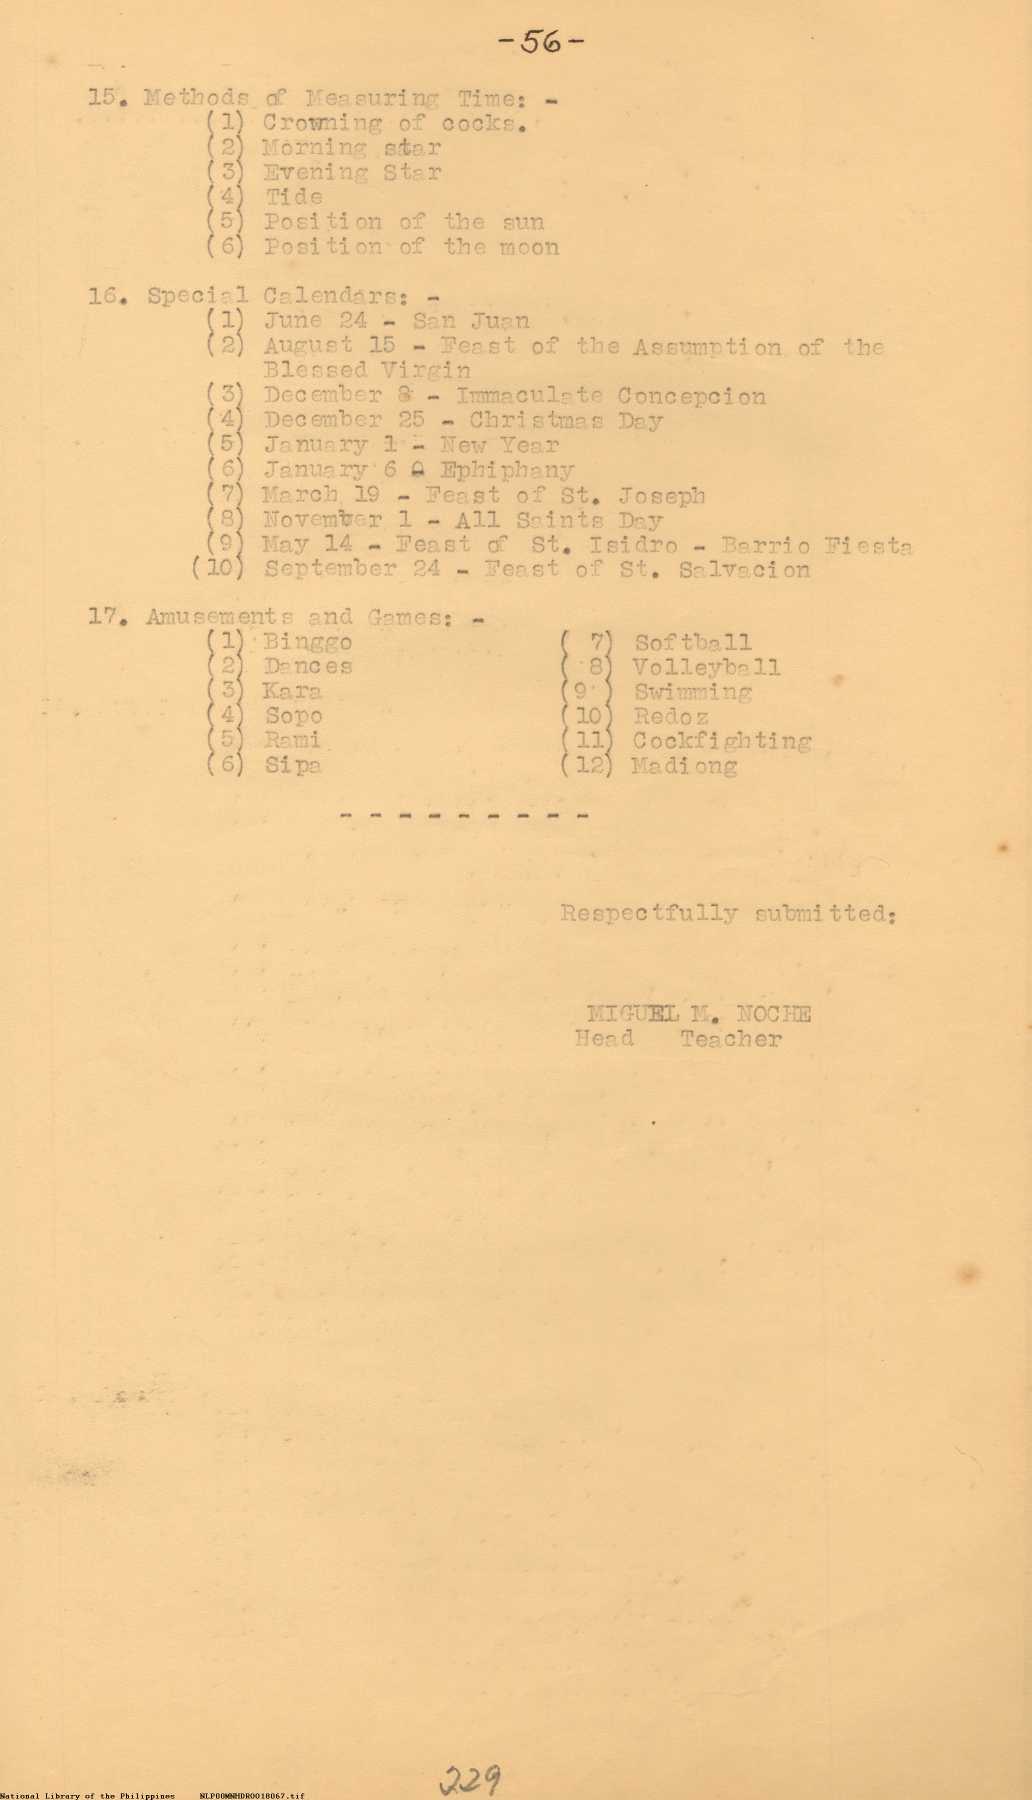 -56-
15. Methods of Measuring Time: -
(1) Crowning of cocks.
(2) Morning star
(3) Evening Star
(4) Tide
(5) Position of the sun
(6) Position of the moon
16. Special Calendars: -
(1) June 24 - San Juan
(2) August 15 - Feast of the Assumption of the
Blessed Virgin
(3) December 8 - Immaculate Concepcion
(4) December 25 - Christmas Day
(5) January 1 - New Year
(6) January 6 - Ephiphany
(7) March 19 - Feast of St. Joseph
(8) November 1 - All Saints Day
(9) May 14 - Feast of St. Isidro - Barrio Fiesta
(10) September 24 - Feast of St. Salvacion
17. Amusements and Games: -
(1) Binggo ( 7) Softball
(2) Dances ( 8) Volleyball
(3) Kara (9 ) Swimming
(4) Sopo (10) Redoz
(5) Rami (11) Cockfighting
(6) Sipa (12) Madiong
- - - - - - - - -
Respectfully submitted:
MIGUEL M. NOCHE
Head Teacher
229
National Library of the Philippines NLPOOMNHDR0018067.tif